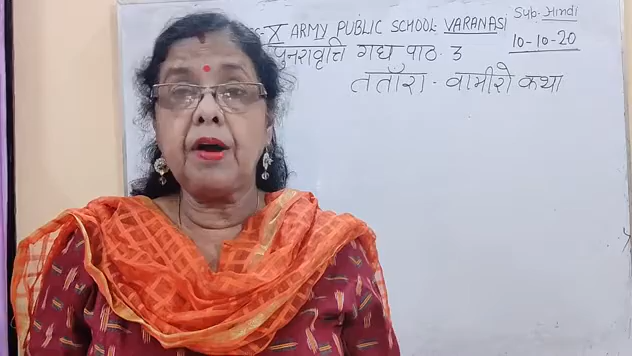 X ARMY PUBLIC SCHOOL VARANASI
Sub- Hindi
10-10-20
पुनरावृत्ति गद्य पाठ - 3
तताँरा - वामीरो कथा